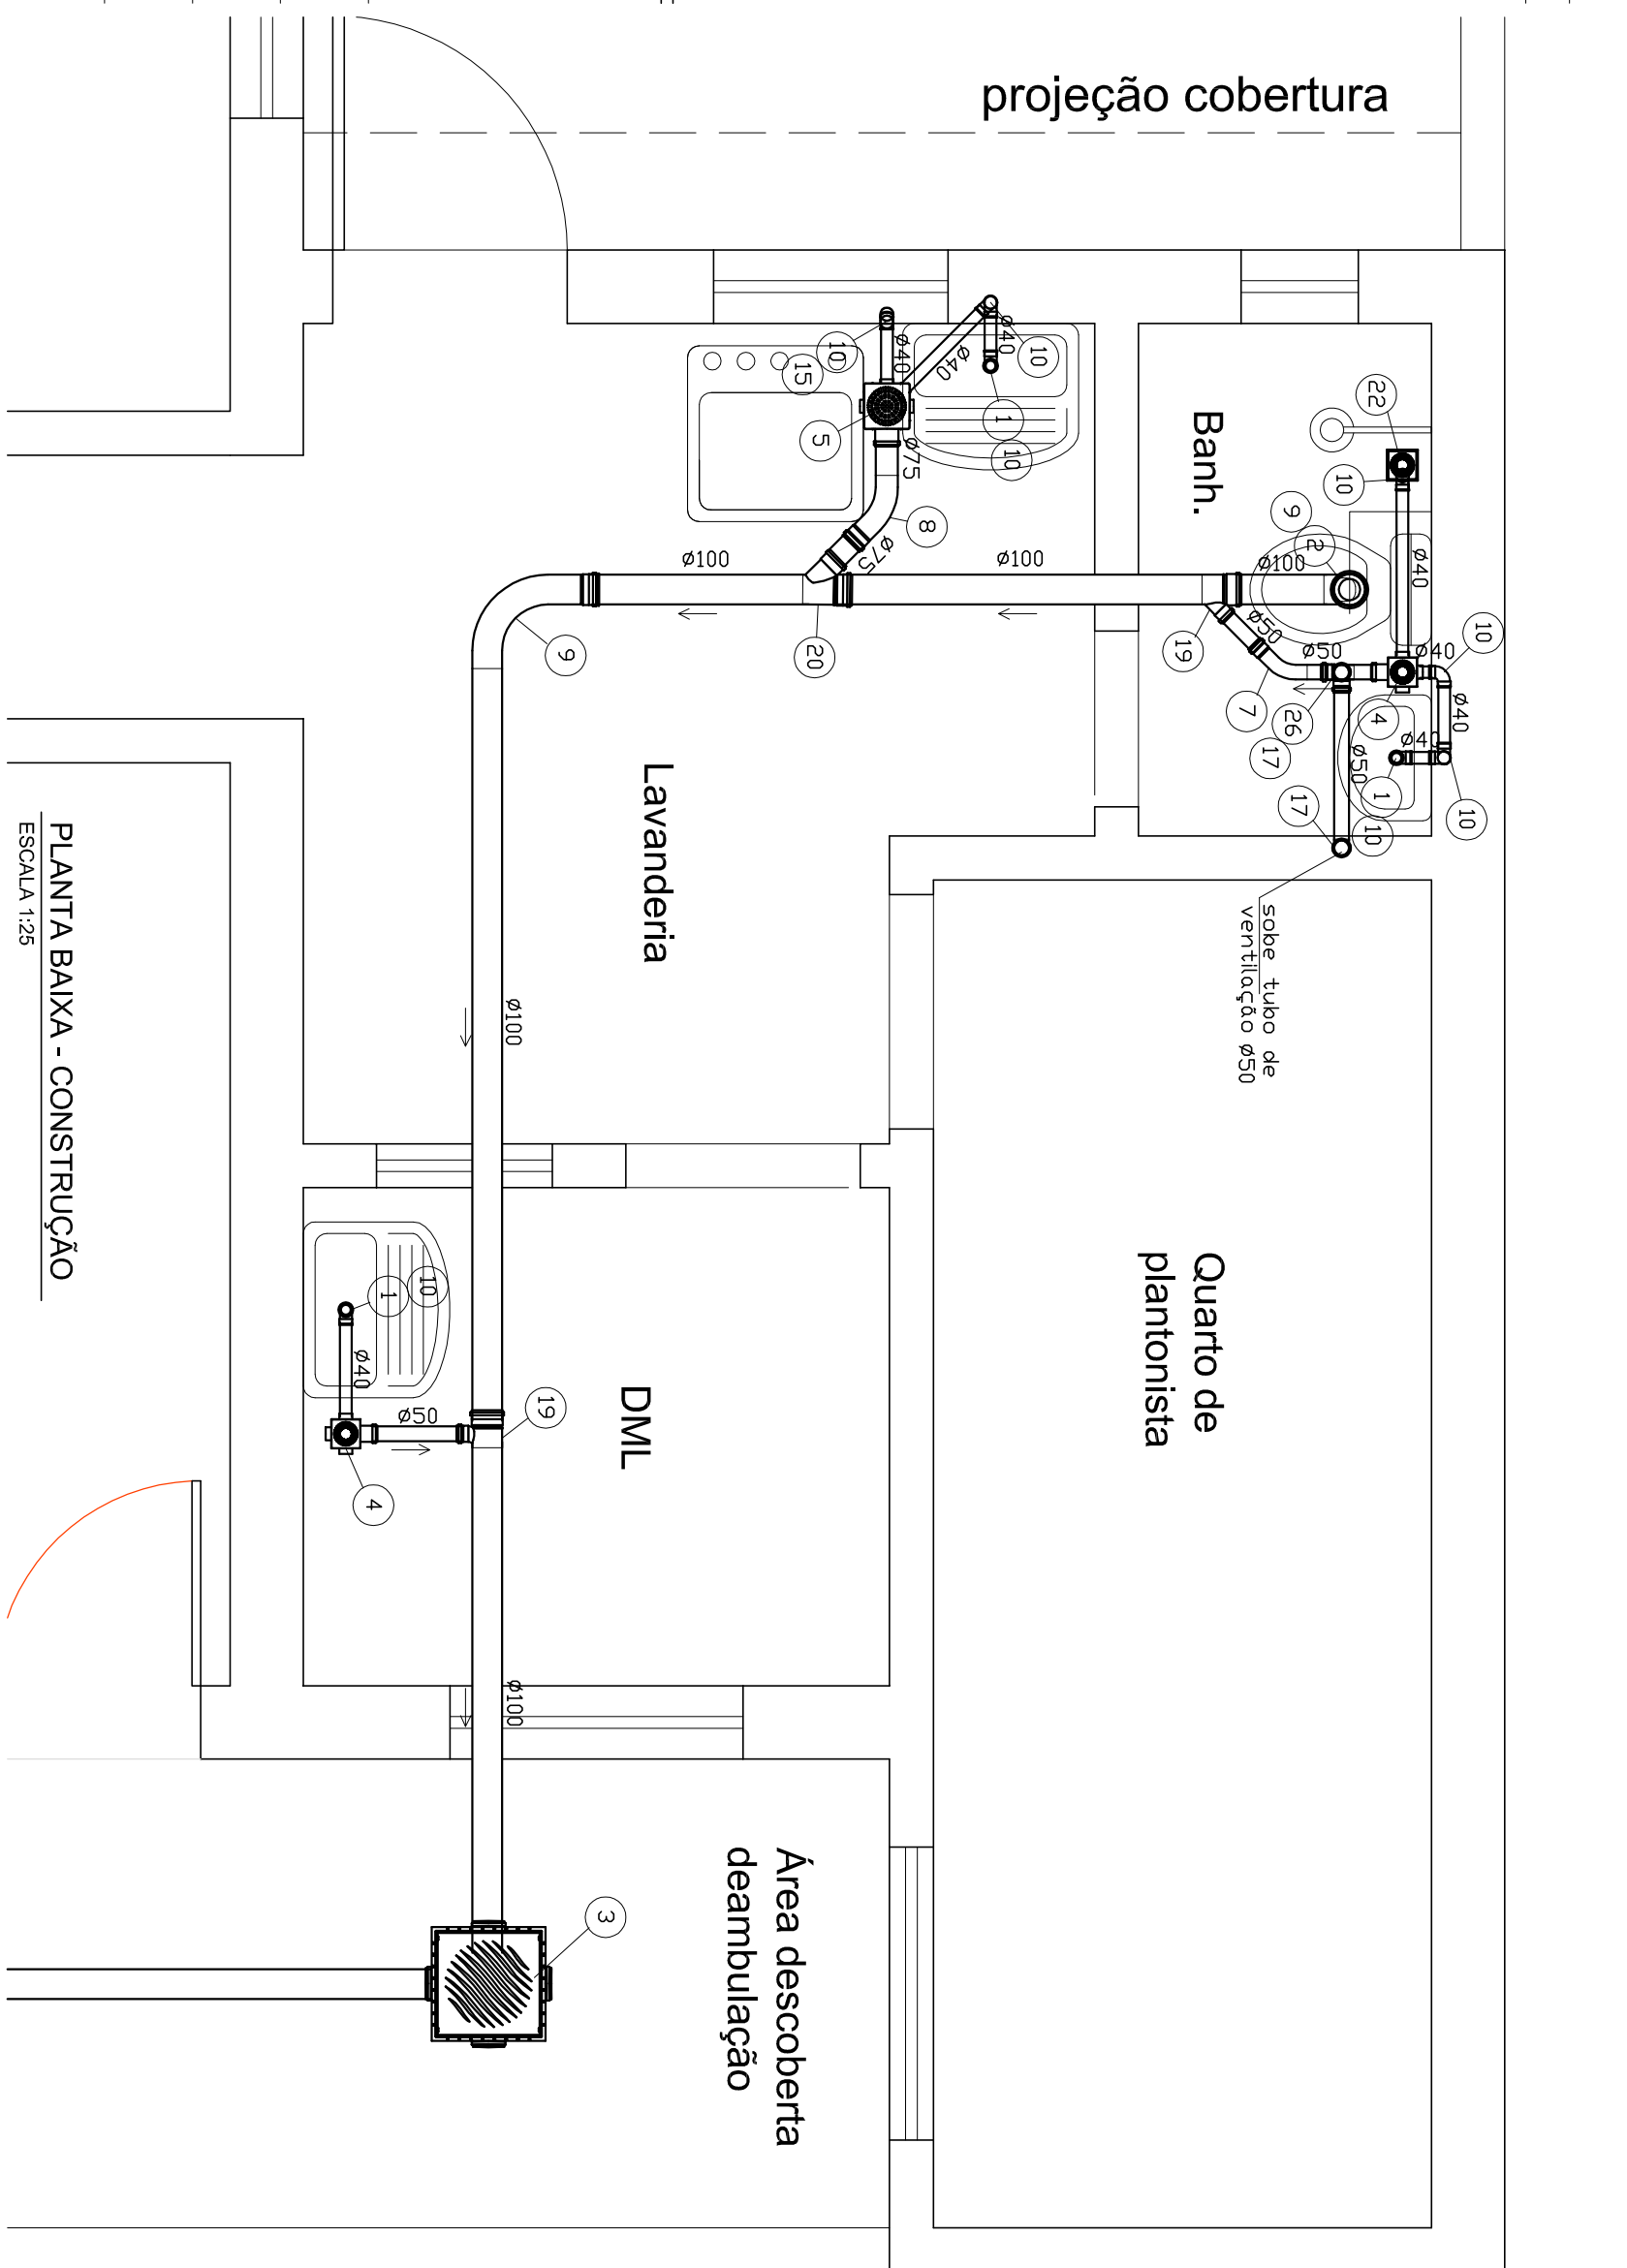 projeção cobertura
ø40
ø40
ø40
10
10
15
1
10
5
ø75
8
ø75
22
Banh.
10
9
2
ø40
ø100
ø100
ø100
ø50
ø50
ø40
10
19
20
9
7
26
17
4
ø40
ø40
ø50
1
10
10
17
sobe tubo de
ventilação ø50
Lavanderia
PLANTA BAIXA - CONSTRUÇÃO
ESCALA 1:25
ø100
Quarto de
plantonista
10
1
ø40
ø50
19
DML
4
ø100
Área descoberta
deambulação
3